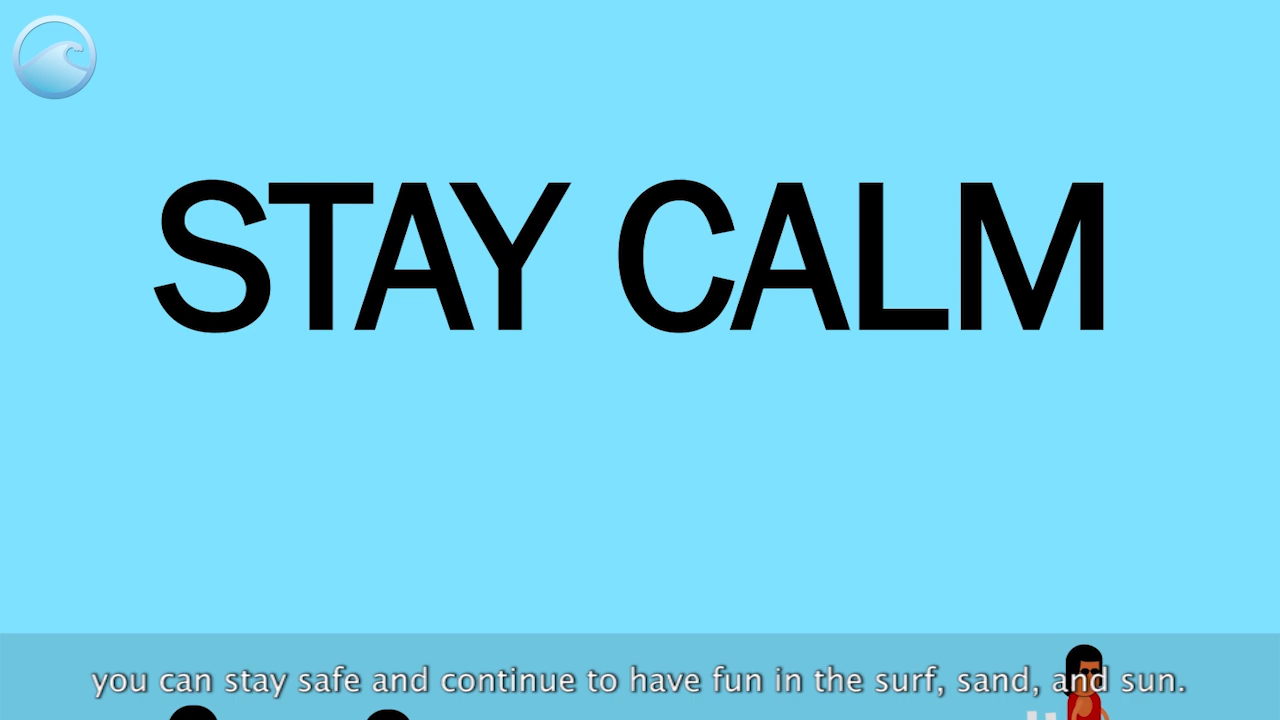 STAY CALM
you can stay safe and continue to have fun in the surf, sand, and sun.